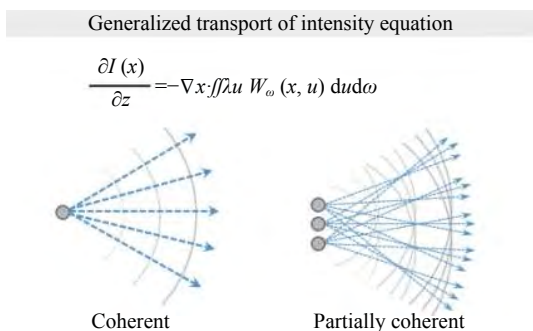 Generalized transport of intensity equation
∂I (x)
∂z
=−∇x·∬λu Wω (x, u) dudω
Coherent
Partially coherent